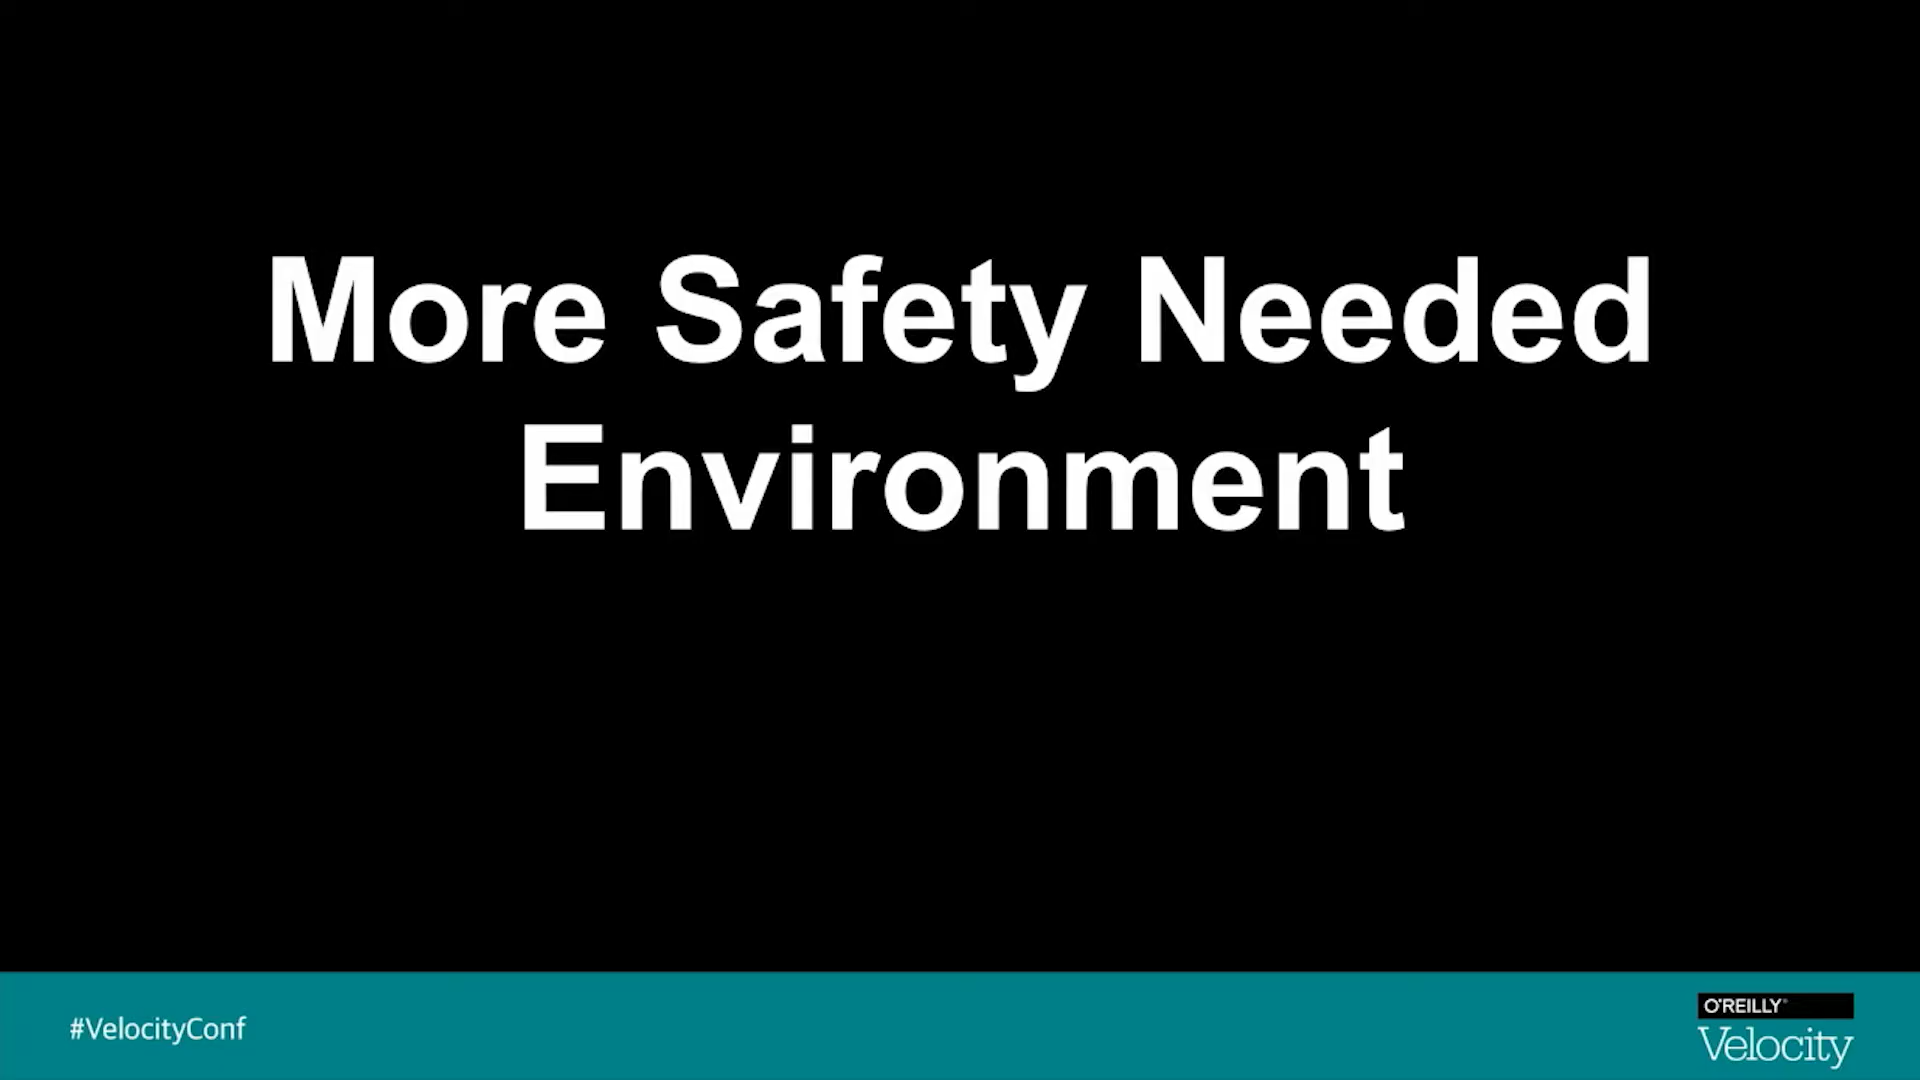 More Safety Needed
Environment
#VelocityConf
O'REILLY®
Velocity